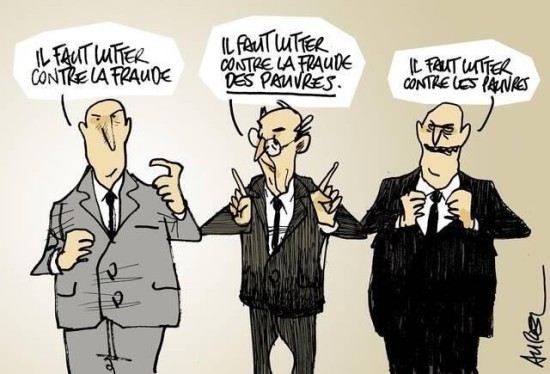 IL FAUT LUTTER
CONTRE LA FRAUDE
IL FAUT LUTTER
CONTRE LA FRAUDE
DES PAUVRES.
IL FAUT LUTTER
CONTRE LES PAUVRES
AUREL